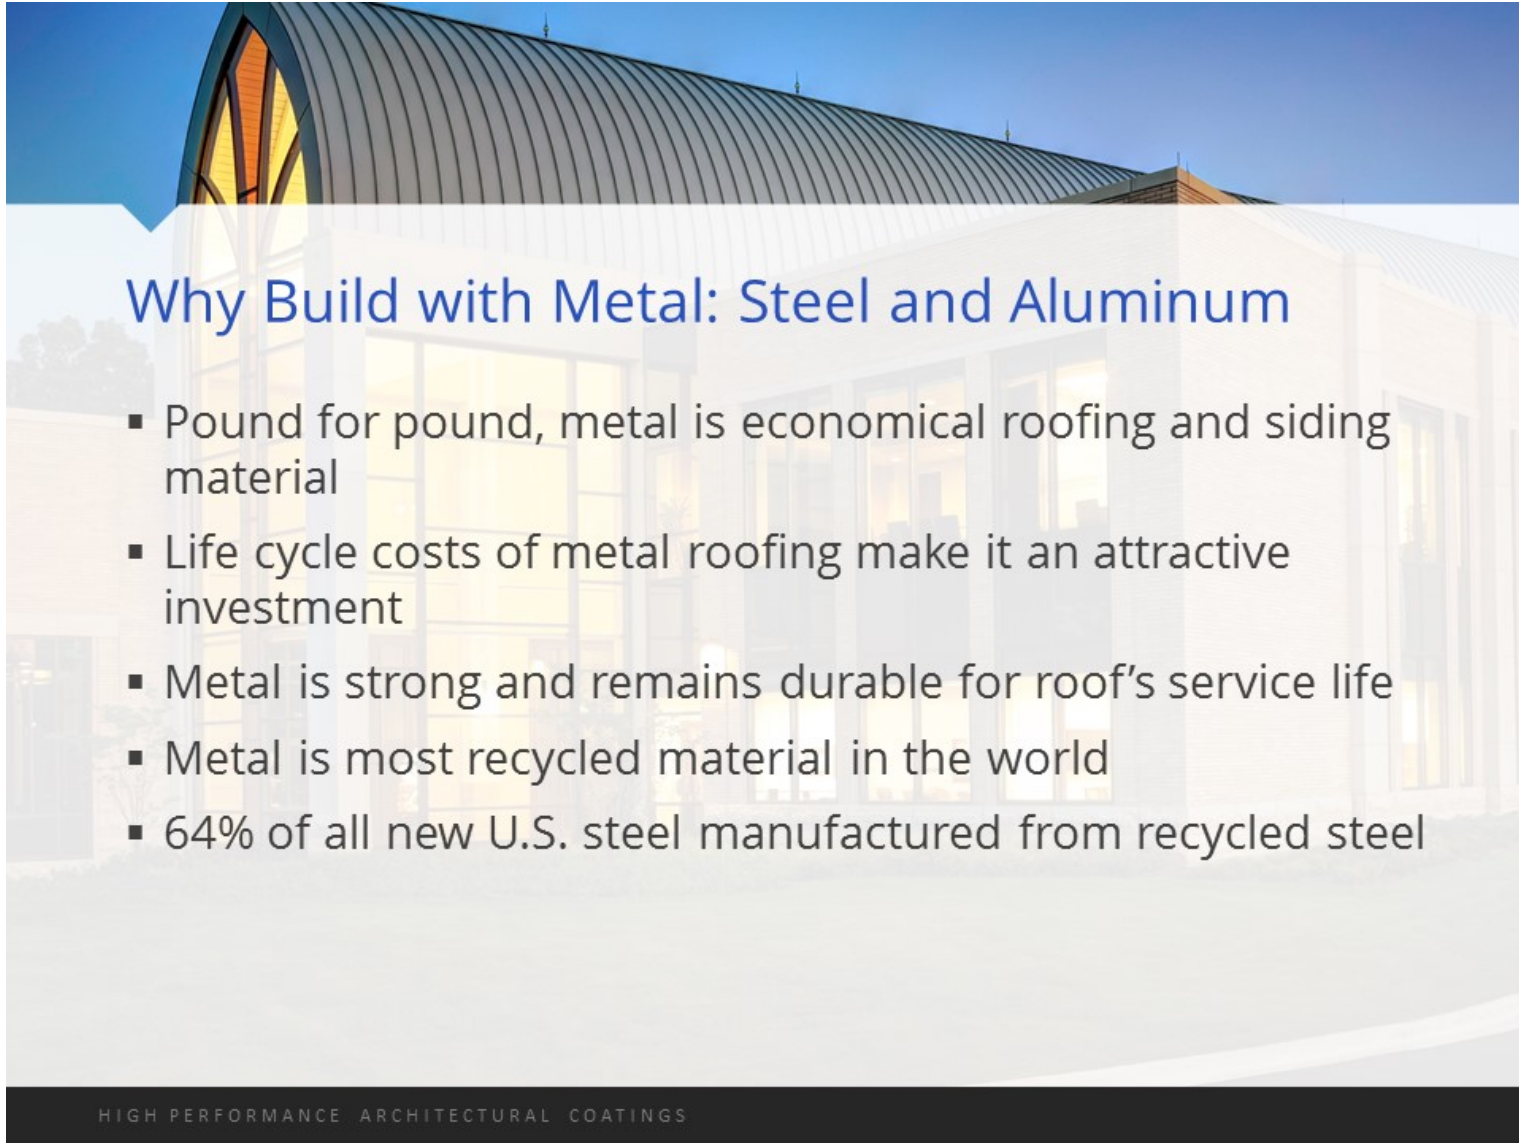 Why Build with Metal: Steel and Aluminum
▪ Pound for pound, metal is economical roofing and siding
material
▪ Life cycle costs of metal roofing make it an attractive
investment
▪ Metal is strong and remains durable for roof’s service life
▪ Metal is most recycled material in the world
▪ 64% of all new U.S. steel manufactured from recycled steel
HIGH PERFORMANCE ARCHITECTURAL COATINGS